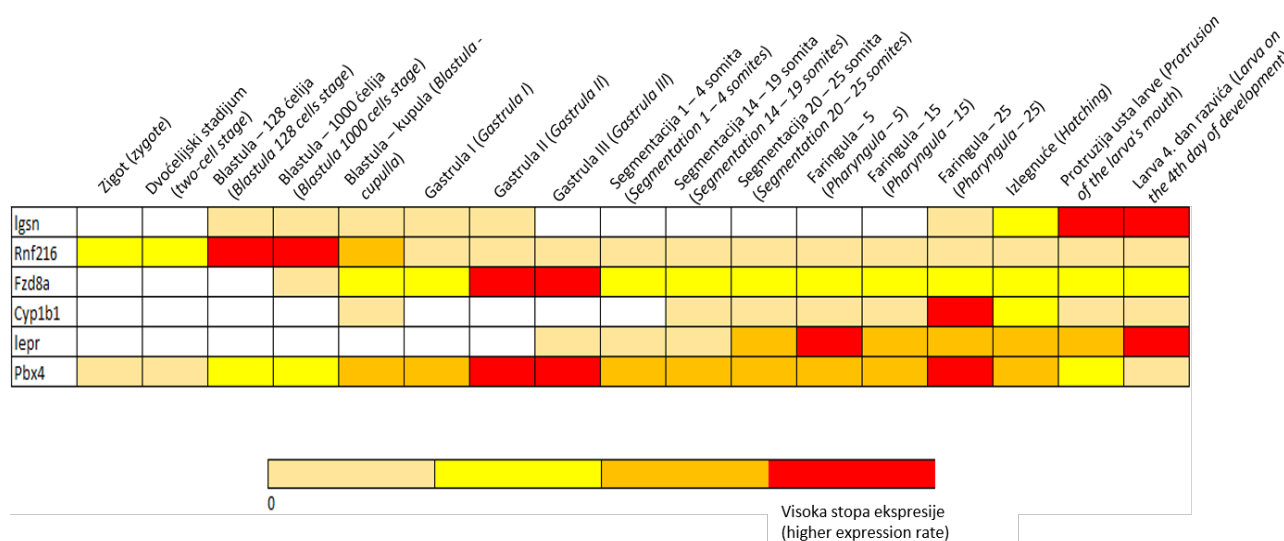 Zigot (zygote)
Dvoćelijski stadijum
(two-cell stage)
Blastula – 128 ćelija
(Blastula 128 cells stage)
Blastula – 1000 ćelija
(Blastula 1000 cells stage)
Blastula – kupula (Blastula -
cupulla)
Gastrula I (Gastrula I)
Gastrula II (Gastrula II)
Gastrula III (Gastrula III)
Segmentacija 1 – 4 somita
(Segmentation 1 – 4 somites)
Segmentacija 14 – 19 somita
(Segmentation 14 – 19 somites)
Segmentacija 20 – 25 somita
(Segmentation 20 – 25 somites)
Faringula – 5
(Pharyngula – 5)
Faringula – 15
(Pharyngula – 15)
Faringula – 25
(Pharyngula – 25)
Izlegnuće (Hatching)
Protruzija usta larve (Protrusion
of the larva's mouth)
Larva 4. dan razvića (Larva on
the 4th day of development)
lgsn
Rnf216
Fzd8a
Cyp1b1
lepr
Pbx4
0
Visoka stopa ekspresije
(higher expression rate)